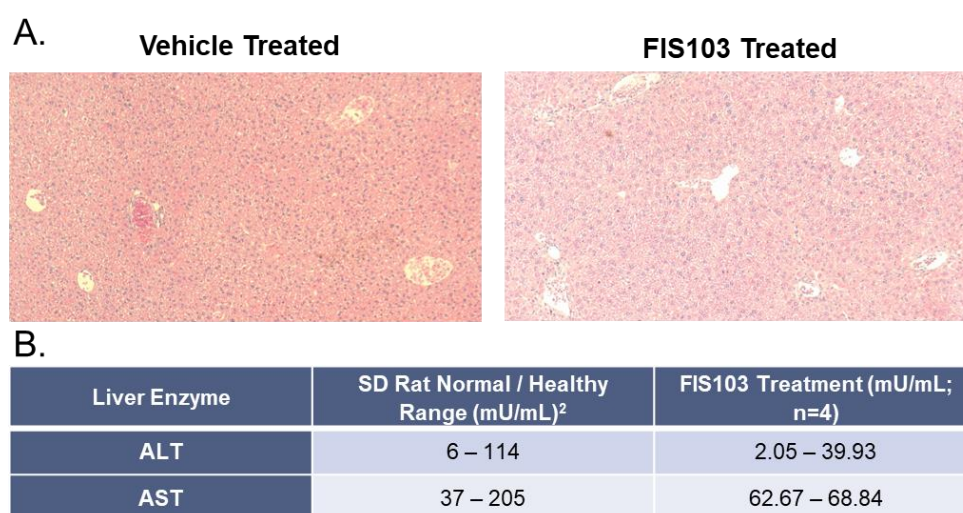 A.
Vehicle Treated
FIS103 Treated
B.
Liver Enzyme
SD Rat Normal / Healthy
Range (mU/mL)²
FIS103 Treatment (mU/mL;
n=4)
ALT
6 – 114
2.05 – 39.93
AST
37 – 205
62.67 – 68.84